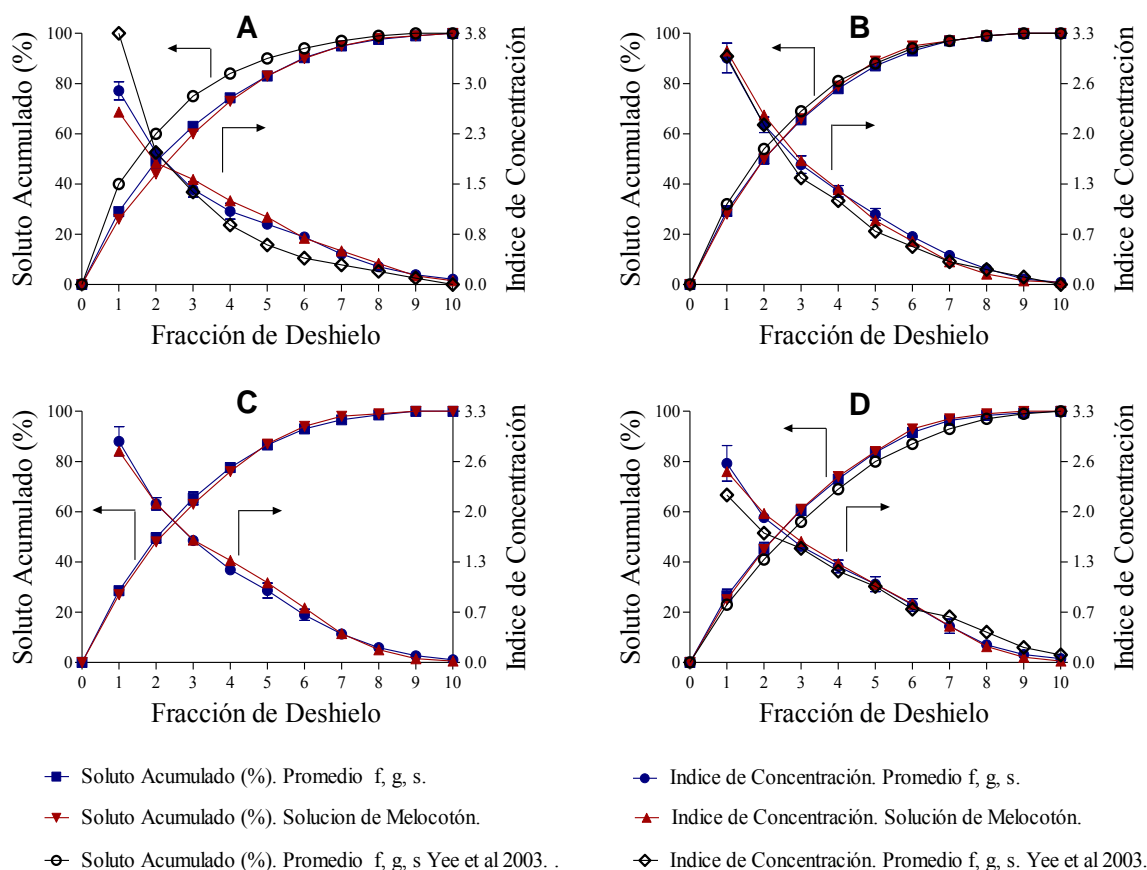 A
B
100
80
60
40
20
0
Soluto Acumulado (%)
3.8
3.0
2.3
1.5
0.8
0.0
Indice de Concentración
0 1 2 3 4 5 6 7 8 9 10
Fracción de Deshielo
100
80
60
40
20
0
Soluto Acumulado (%)
3.3
2.6
2.0
1.3
0.7
0.0
Indice de Concentración
0 1 2 3 4 5 6 7 8 9 10
Fracción de Deshielo
C
D
100
80
60
40
20
0
Soluto Acumulado (%)
3.3
2.6
2.0
1.3
0.7
0.0
Indice de Concentración
0 1 2 3 4 5 6 7 8 9 10
Fracción de Deshielo
100
80
60
40
20
0
Soluto Acumulado (%)
3.3
2.6
2.0
1.3
0.7
0.0
Indice de Concentración
0 1 2 3 4 5 6 7 8 9 10
Fracción de Deshielo
Soluto Acumulado (%). Promedio f, g, s.
Soluto Acumulado (%). Solucion de Melocotón.
Soluto Acumulado (%). Promedio f, g, s Yee et al 2003. .
Indice de Concentración. Promedio f, g, s.
Indice de Concentración. Solución de Melocotón.
Indice de Concentración. Promedio f, g, s. Yee et al 2003.